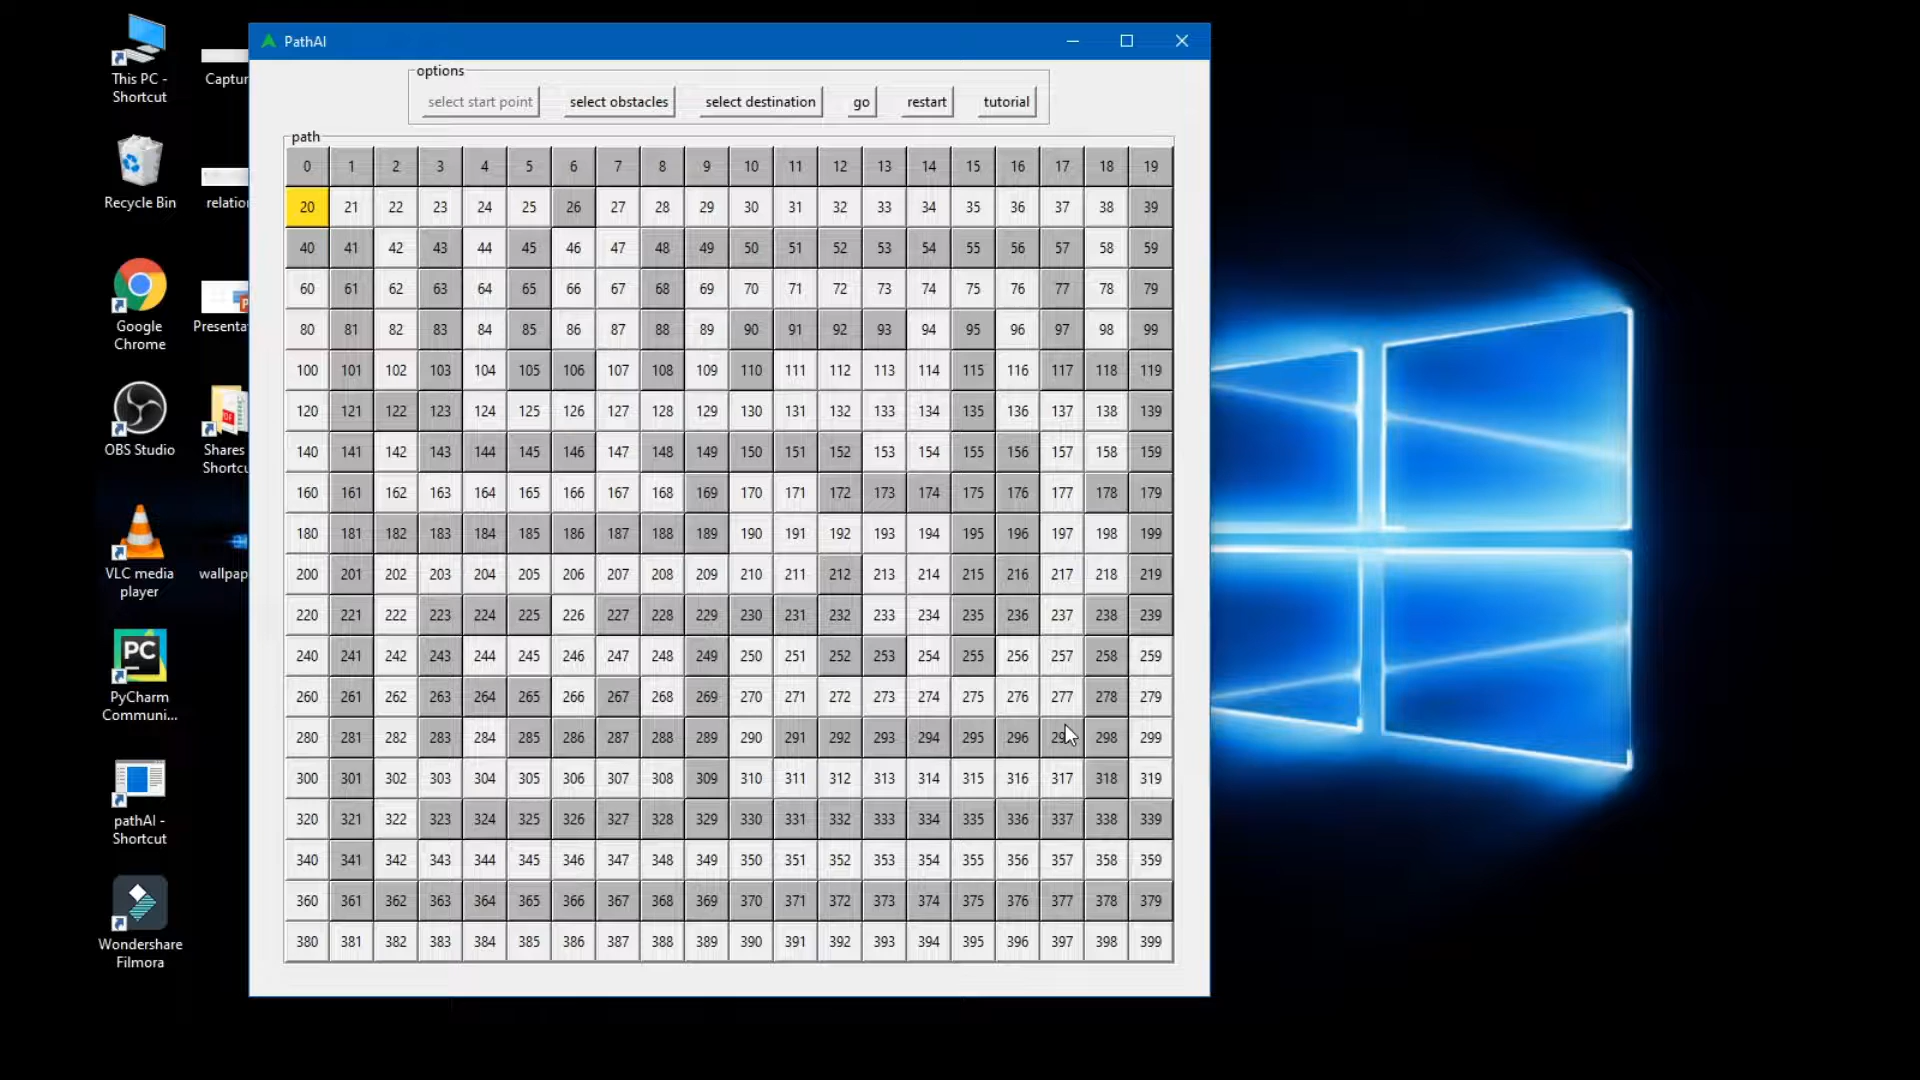 PathAI
options
select start point select obstacles select destination go restart tutorial
path
0 1 2 3 4 5 6 7 8 9 10 11 12 13 14 15 16 17 18 19
20 21 22 23 24 25 26 27 28 29 30 31 32 33 34 35 36 37 38 39
40 41 42 43 44 45 46 47 48 49 50 51 52 53 54 55 56 57 58 59
60 61 62 63 64 65 66 67 68 69 70 71 72 73 74 75 76 77 78 79
80 81 82 83 84 85 86 87 88 89 90 91 92 93 94 95 96 97 98 99
100 101 102 103 104 105 106 107 108 109 110 111 112 113 114 115 116 117 118 119
120 121 122 123 124 125 126 127 128 129 130 131 132 133 134 135 136 137 138 139
140 141 142 143 144 145 146 147 148 149 150 151 152 153 154 155 156 157 158 159
160 161 162 163 164 165 166 167 168 169 170 171 172 173 174 175 176 177 178 179
180 181 182 183 184 185 186 187 188 189 190 191 192 193 194 195 196 197 198 199
200 201 202 203 204 205 206 207 208 209 210 211 212 213 214 215 216 217 218 219
220 221 222 223 224 225 226 227 228 229 230 231 232 233 234 235 236 237 238 239
240 241 242 243 244 245 246 247 248 249 250 251 252 253 254 255 256 257 258 259
260 261 262 263 264 265 266 267 268 269 270 271 272 273 274 275 276 277 278 279
280 281 282 283 284 285 286 287 288 289 290 291 292 293 294 295 296 29 298 299
300 301 302 303 304 305 306 307 308 309 310 311 312 313 314 315 316 317 318 319
320 321 322 323 324 325 326 327 328 329 330 331 332 333 334 335 336 337 338 339
340 341 342 343 344 345 346 347 348 349 350 351 352 353 354 355 356 357 358 359
360 361 362 363 364 365 366 367 368 369 370 371 372 373 374 375 376 377 378 379
380 381 382 383 384 385 386 387 388 389 390 391 392 393 394 395 396 397 398 399
This PC -
Shortcut
Recycle Bin
Google
Chrome
OBS Studio
VLC media
player
PC
PyCharm
Communi...
pathAI -
Shortcut
Wondershare
Filmora
Captur
relation
Presenta
Shares
Shortcu
wallpap